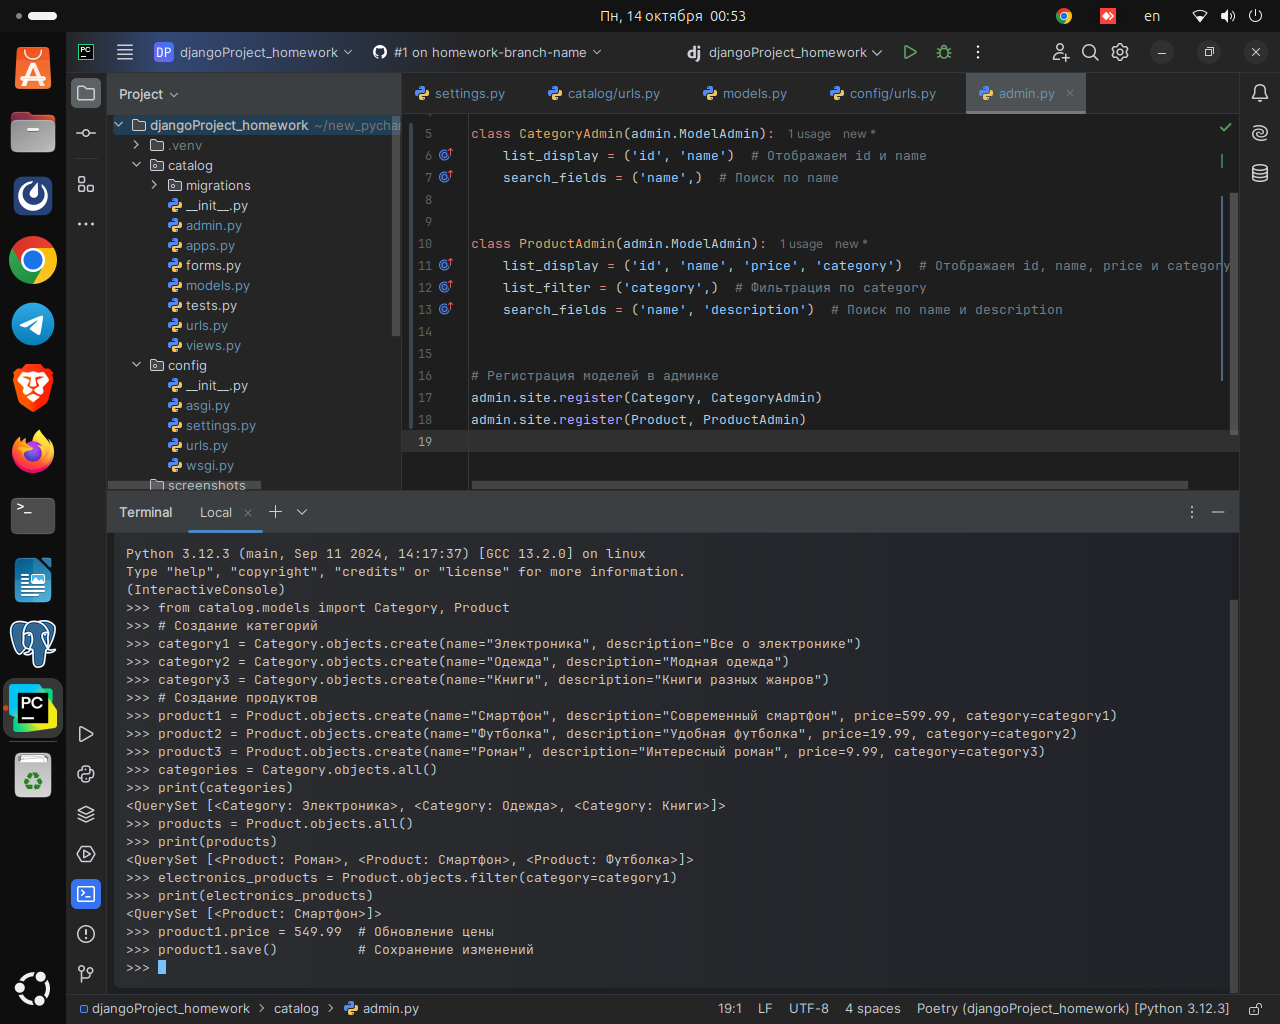 Пн, 14 октября  00:53
en
PC
DP djangoProject_homework
#1 on homework-branch-name
dj djangoProject_homework
Project
settings.py
catalog/urls.py
models.py
config/urls.py
admin.py
djangoProject_homework ~/new_pychar
.venv
catalog
migrations
__init__.py
admin.py
apps.py
forms.py
models.py
tests.py
urls.py
views.py
config
__init__.py
asgi.py
settings.py
urls.py
wsgi.py
screenshots
5 class CategoryAdmin(admin.ModelAdmin): 1 usage new *
6     list_display = ('id', 'name')  # Отображаем id и name
7     search_fields = ('name',)  # Поиск по name
8
9
10 class ProductAdmin(admin.ModelAdmin): 1 usage new *
11     list_display = ('id', 'name', 'price', 'category')  # Отображаем id, name, price и category
12     list_filter = ('category',)  # Фильтрация по category
13     search_fields = ('name', 'description')  # Поиск по name и description
14
15
16 # Регистрация моделей в админке
17 admin.site.register(Category, CategoryAdmin)
18 admin.site.register(Product, ProductAdmin)
19
Terminal
Local
Python 3.12.3 (main, Sep 11 2024, 14:17:37) [GCC 13.2.0] on linux
Type "help", "copyright", "credits" or "license" for more information.
(InteractiveConsole)
>>> from catalog.models import Category, Product
>>> # Создание категорий
>>> category1 = Category.objects.create(name="Электроника", description="Все о электронике")
>>> category2 = Category.objects.create(name="Одежда", description="Модная одежда")
>>> category3 = Category.objects.create(name="Книги", description="Книги разных жанров")
>>> # Создание продуктов
>>> product1 = Product.objects.create(name="Смартфон", description="Современный смартфон", price=599.99, category=category1)
>>> product2 = Product.objects.create(name="Футболка", description="Удобная футболка", price=19.99, category=category2)
>>> product3 = Product.objects.create(name="Роман", description="Интересный роман", price=9.99, category=category3)
>>> categories = Category.objects.all()
>>> print(categories)
<QuerySet [<Category: Электроника>, <Category: Одежда>, <Category: Книги>]>
>>> products = Product.objects.all()
>>> print(products)
<QuerySet [<Product: Роман>, <Product: Смартфон>, <Product: Футболка>]>
>>> electronics_products = Product.objects.filter(category=category1)
>>> print(electronics_products)
<QuerySet [<Product: Смартфон>]>
>>> product1.price = 549.99  # Обновление цены
>>> product1.save()          # Сохранение изменений
>>>
PC
djangoProject_homework > catalog > admin.py
19:1
LF
UTF-8
4 spaces
Poetry (djangoProject_homework) [Python 3.12.3]